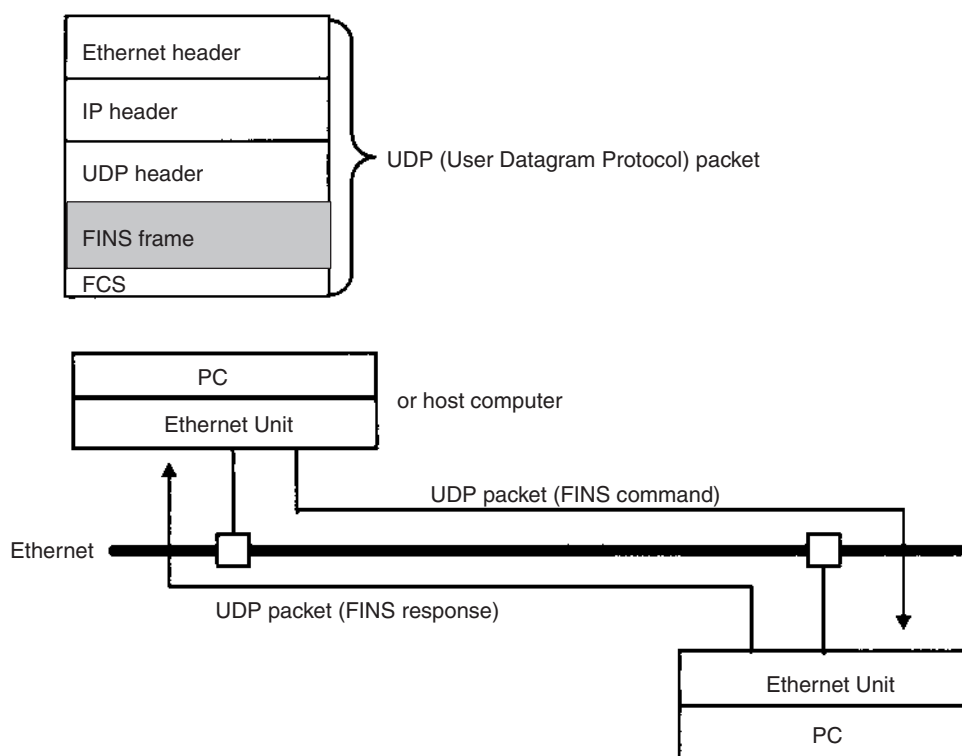 Ethernet header
IP header
UDP header
FINS frame
FCS
UDP (User Datagram Protocol) packet
PC
Ethernet Unit
or host computer
UDP packet (FINS command)
Ethernet
UDP packet (FINS response)
Ethernet Unit
PC